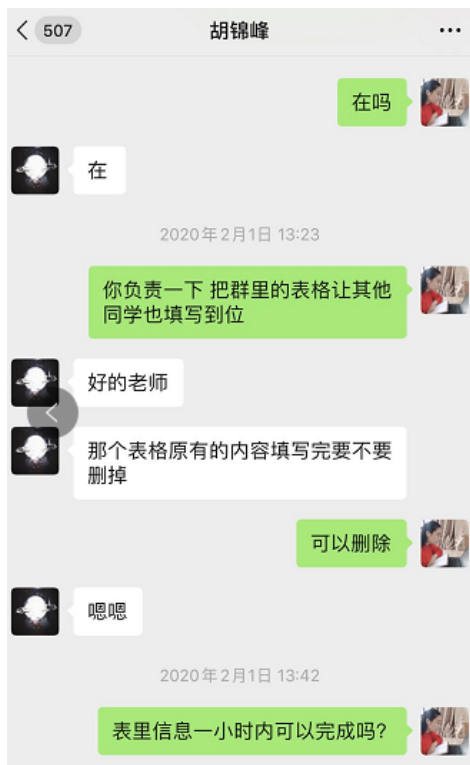 507
胡锦峰
在吗
在
2020年2月1日 13:23
你负责一下 把群里的表格让其他
同学也填写到位
好的老师
那个表格原有的内容填写完要不要
删掉
可以删除
嗯嗯
2020年2月1日 13:42
表里信息一小时内可以完成吗?